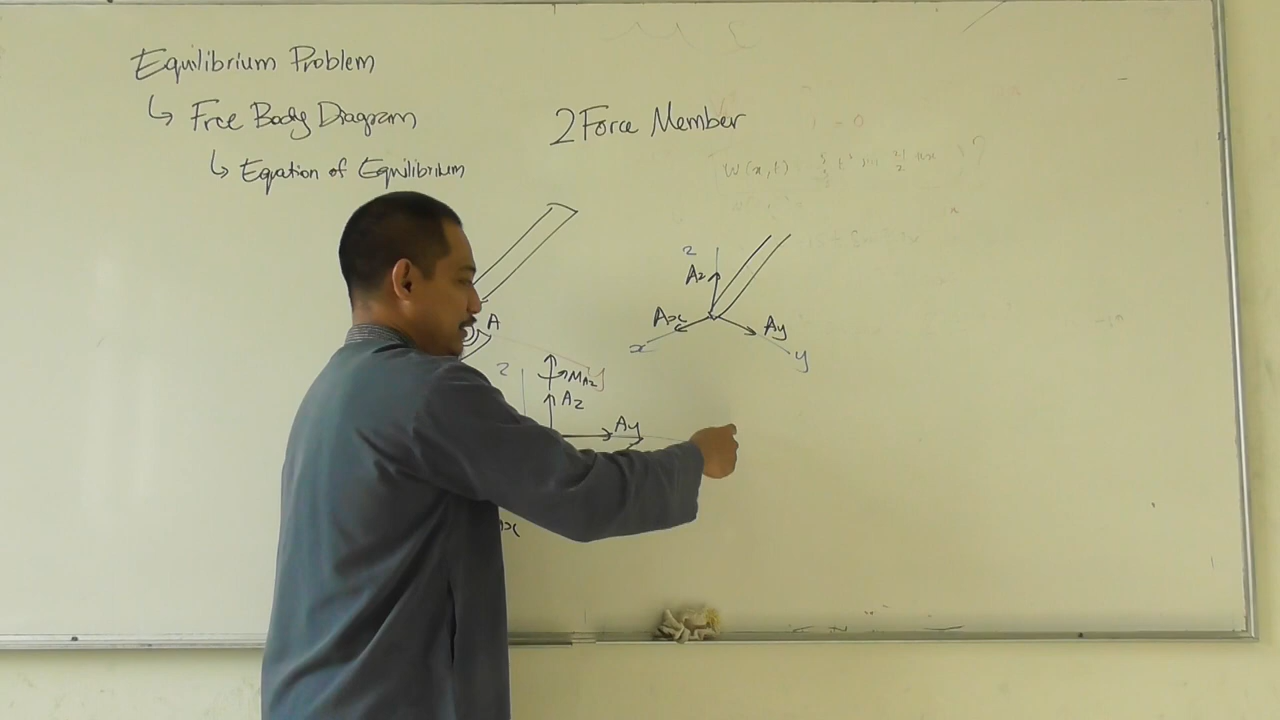 Equilibrium Problem
↳ Free Body Diagram
↳ Equation of Equilibrium
2 Force Member
A
z
MAz
Az
Ay
z
Az
Ax
Ay
x
y
W(x,t)